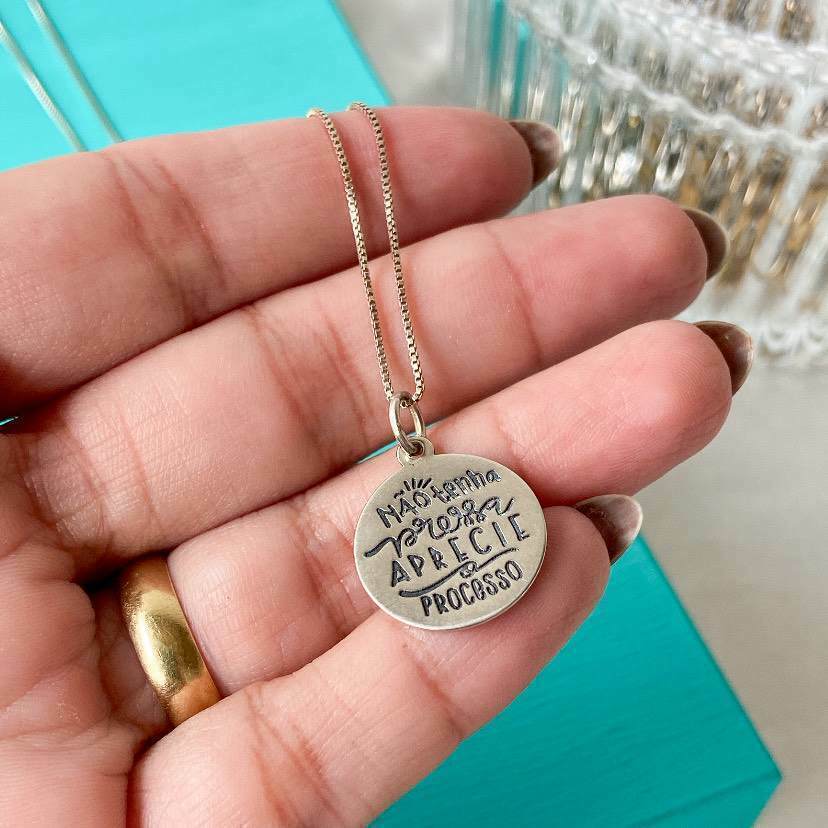 NÃO tenha
pressa
APRECIE
o
PROCESSO